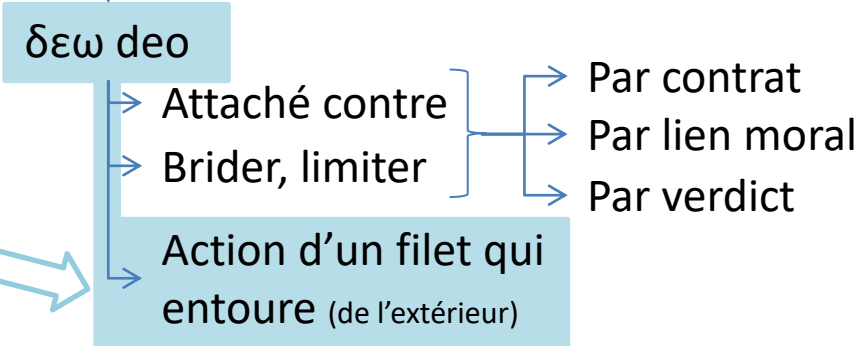 δεω deo
Attaché contre
Brider, limiter
Par contrat
Par lien moral
Par verdict
Action d’un filet qui
entoure (de l’extérieur)